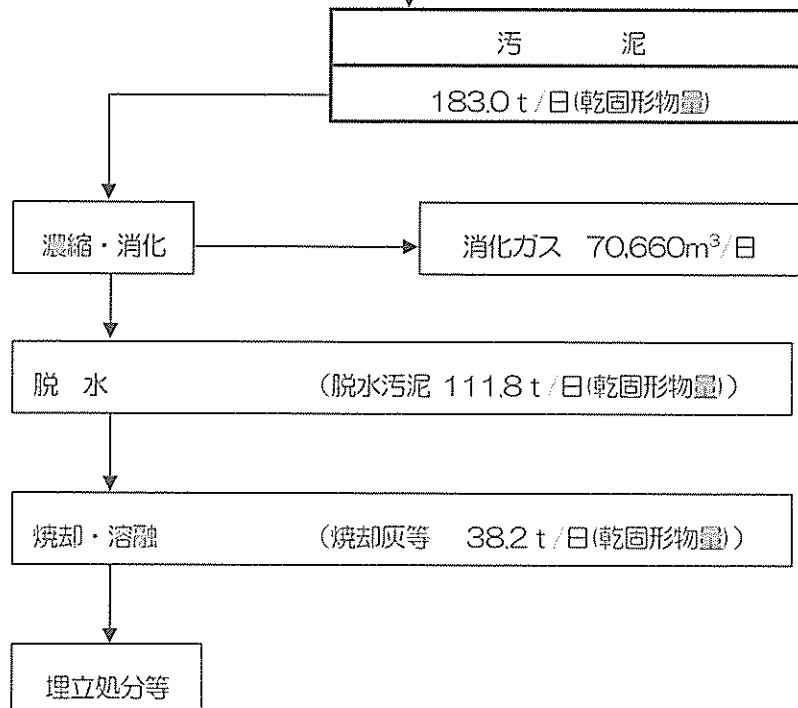 汚　　泥
183.0 t/日(乾固形物量)
濃縮・消化
消化ガス　70,660m³/日
脱　水　（脱水汚泥 111.8 t/日(乾固形物量)）
焼却・溶融　（焼却灰等　38.2 t/日(乾固形物量)）
埋立処分等